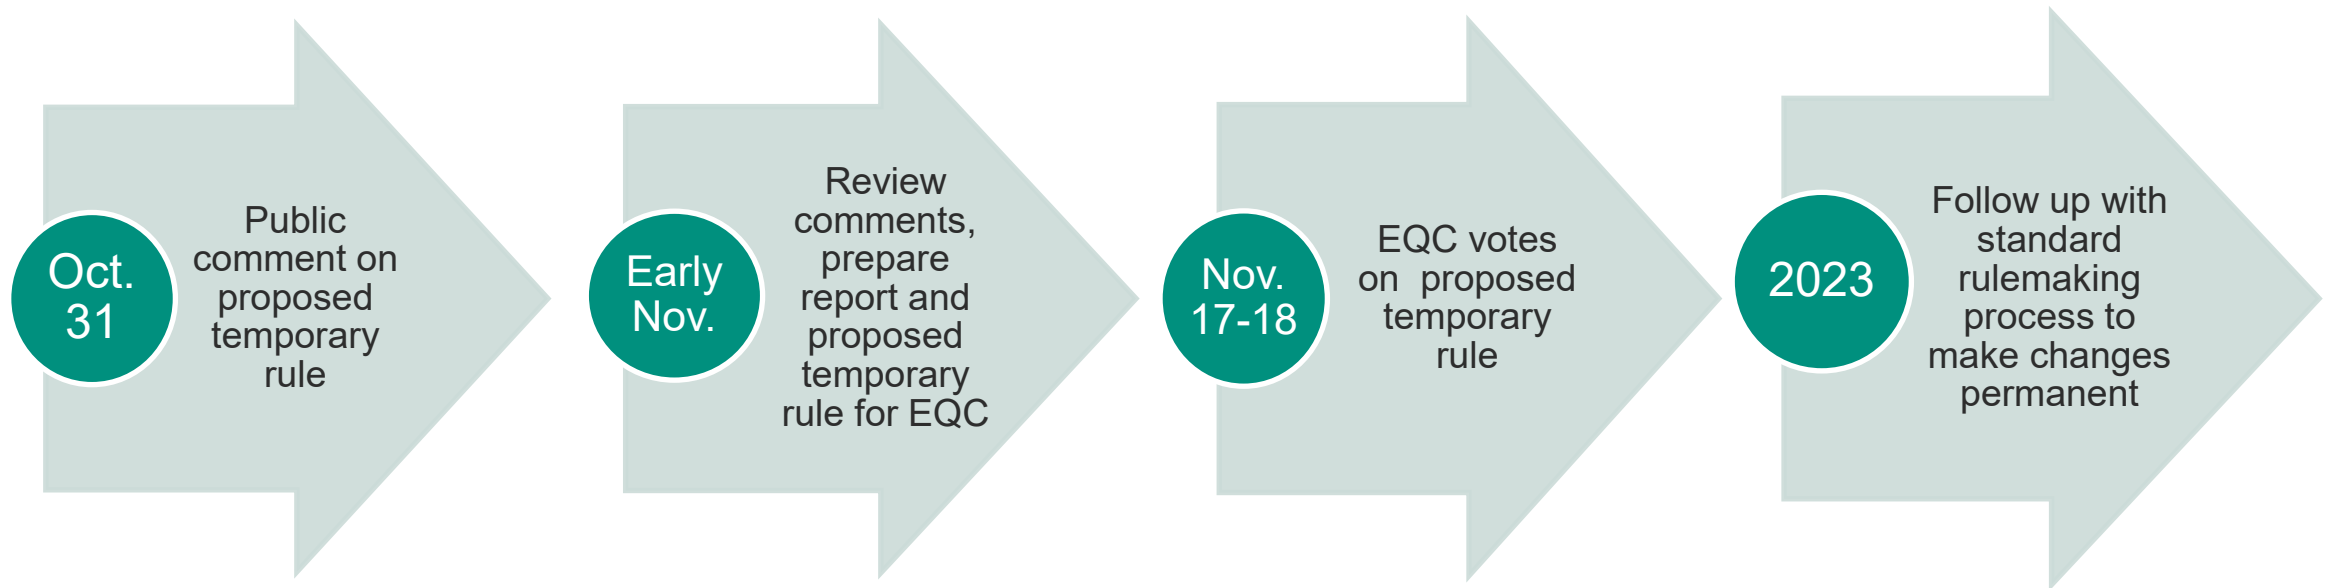 Oct.
31
Public
comment on
proposed
temporary
rule
Early
Nov.
Review
comments,
prepare
report and
proposed
temporary
rule for EQC
Nov.
17-18
EQC votes
on  proposed
temporary
rule
2023
Follow up with
standard
rulemaking
process to
make changes
permanent